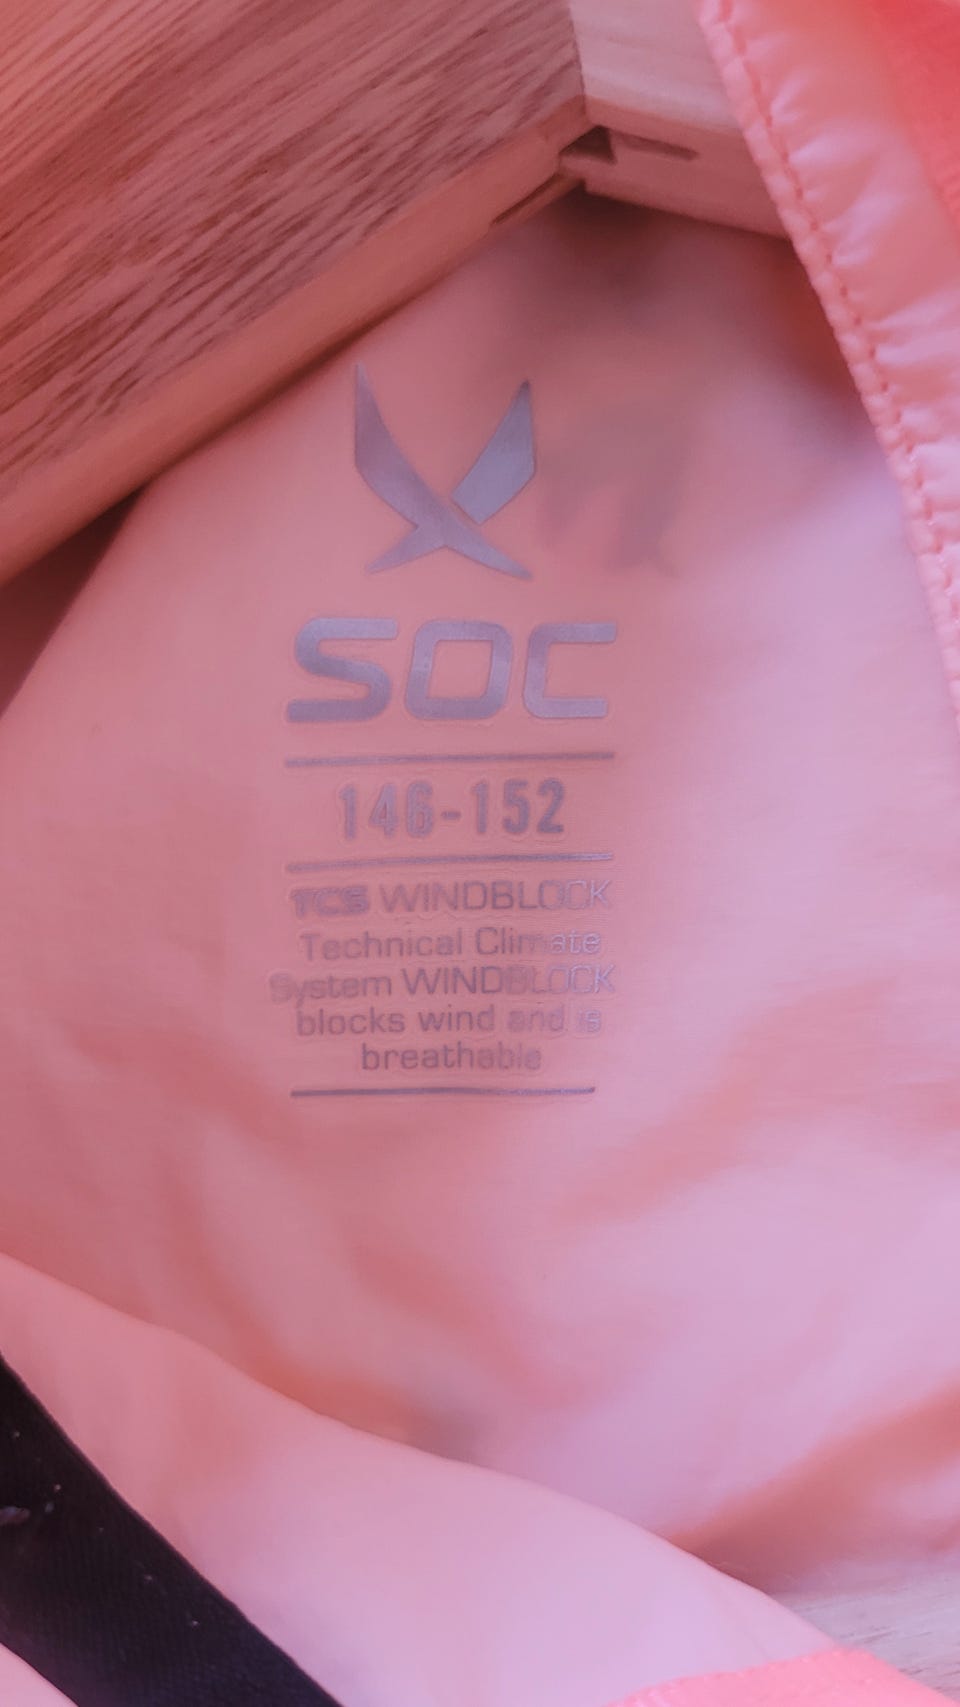 SOC
146-152
TCS WINDBLOCK
Technical Climate
System WINDBLOCK
blocks wind and is
breathable